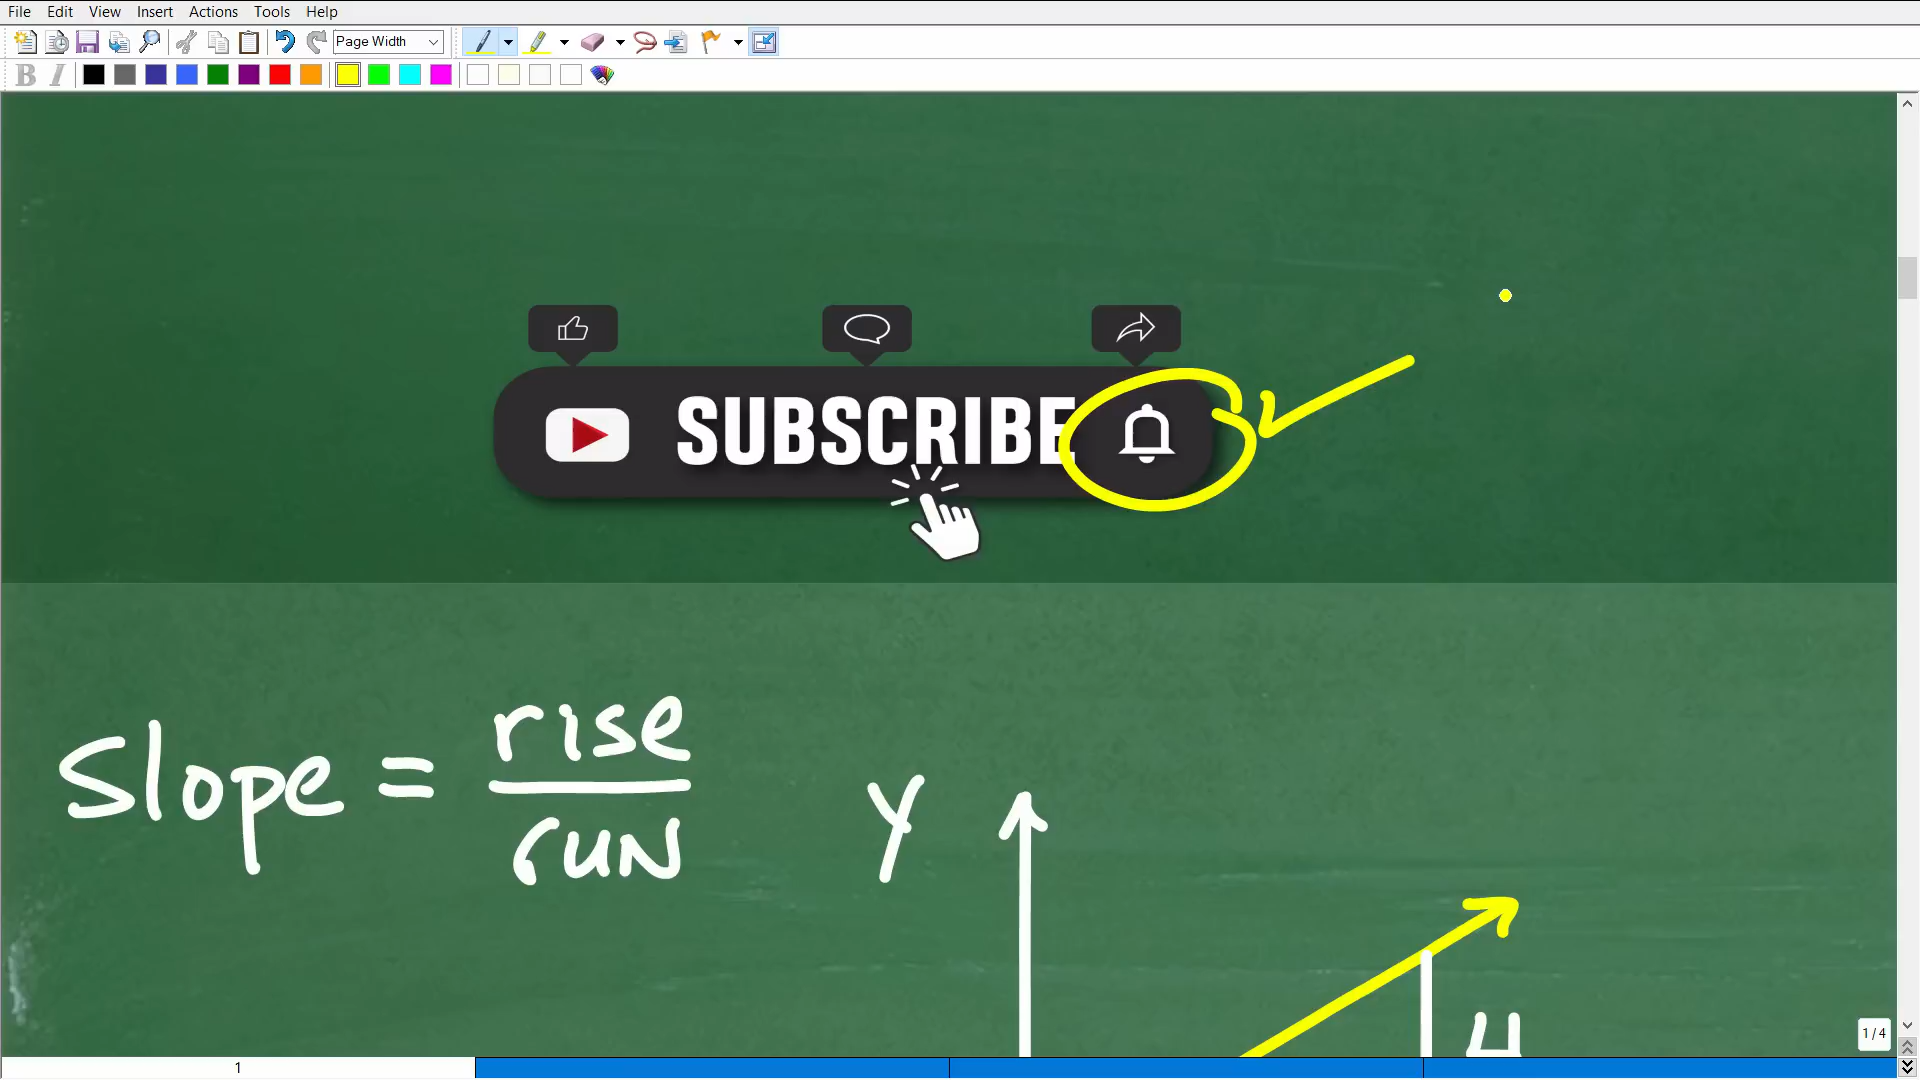 File Edit View Insert Actions Tools Help
Page Width
B I
SUBSCRIBE
Slope = rise
run
y
4
1/4
1